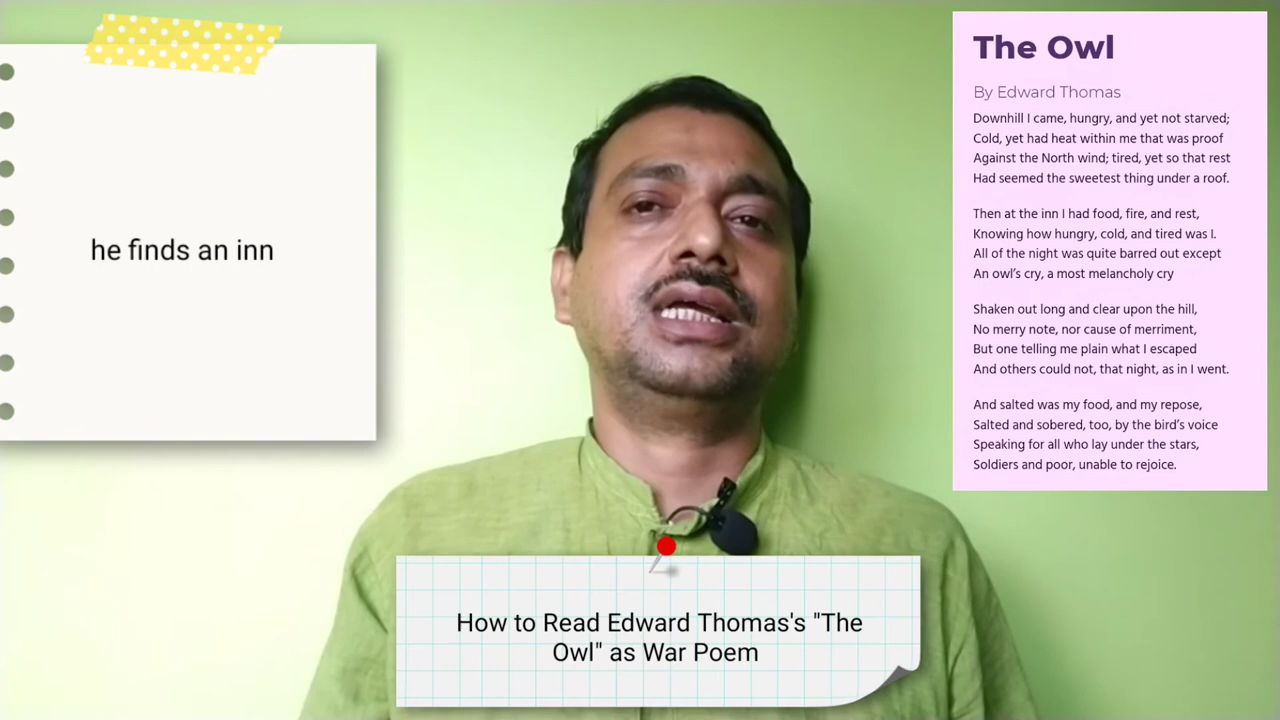 he finds an inn
The Owl
By Edward Thomas
Downhill I came, hungry, and yet not starved;
Cold, yet had heat within me that was proof
Against the North wind; tired, yet so that rest
Had seemed the sweetest thing under a roof.
Then at the inn I had food, fire, and rest,
Knowing how hungry, cold, and tired was I.
All of the night was quite barred out except
An owl’s cry, a most melancholy cry
Shaken out long and clear upon the hill,
No merry note, nor cause of merriment,
But one telling me plain what I escaped
And others could not, that night, as in I went.
And salted was my food, and my repose,
Salted and sobered, too, by the bird’s voice
Speaking for all who lay under the stars,
Soldiers and poor, unable to rejoice.
How to Read Edward Thomas's "The
Owl" as War Poem